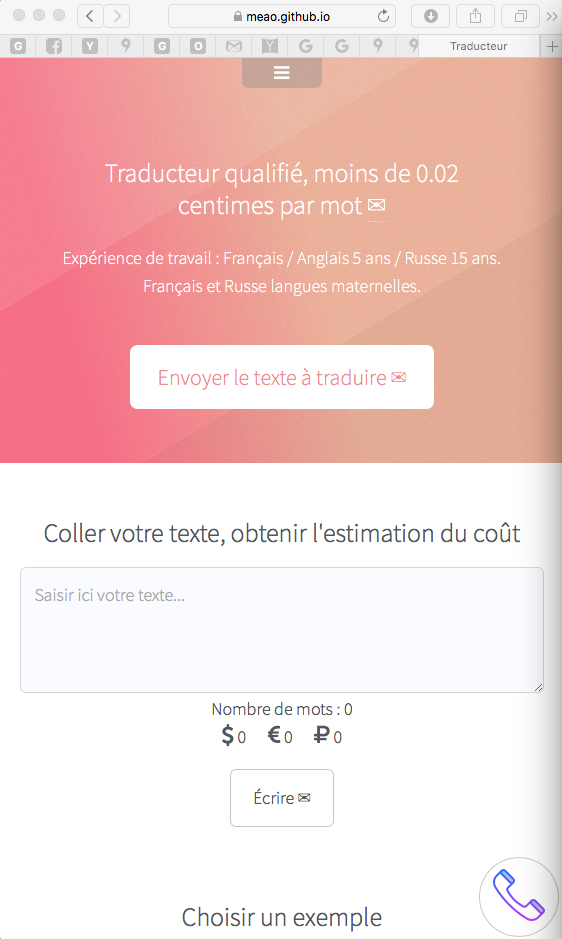 meao.github.io
G Y G O Y G G
Traducteur
Traducteur qualifié, moins de 0.02
centimes par mot ✉
Expérience de travail : Français / Anglais 5 ans / Russe 15 ans.
Français et Russe langues maternelles.
Envoyer le texte à traduire ✉
Coller votre texte, obtenir l'estimation du coût
Saisir ici votre texte...
Nombre de mots : 0
$ 0 € 0 ₽ 0
Écrire ✉
Choisir un exemple